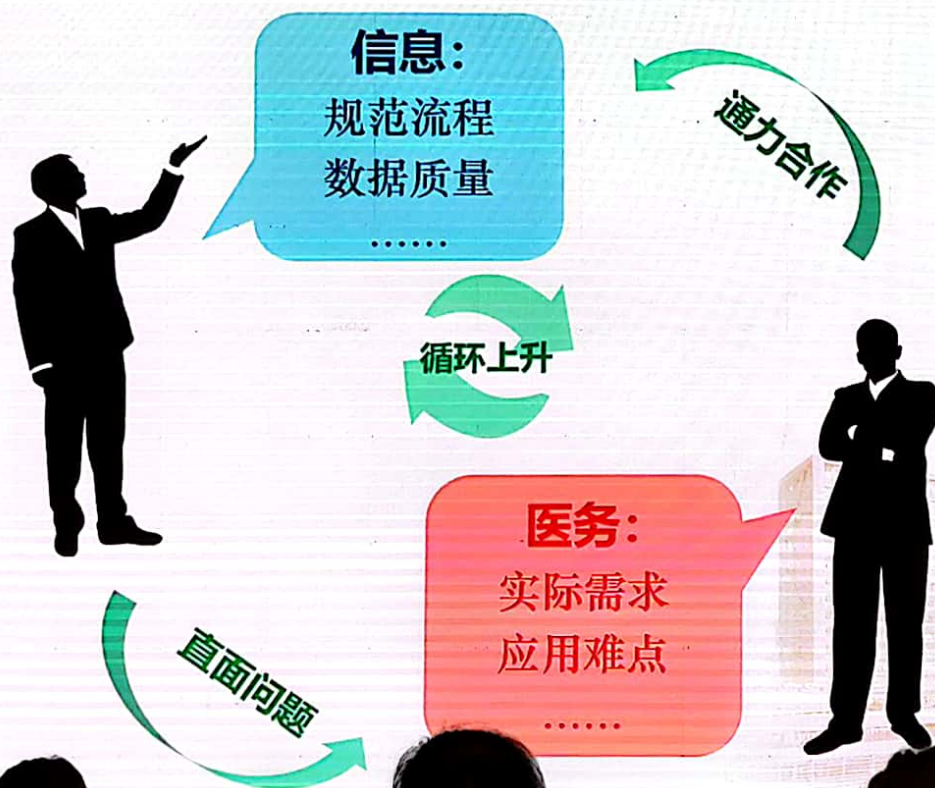 信息:
规范流程
数据质量
······
通力合作
循环上升
医务:
实际需求
应用难点
······
直面问题